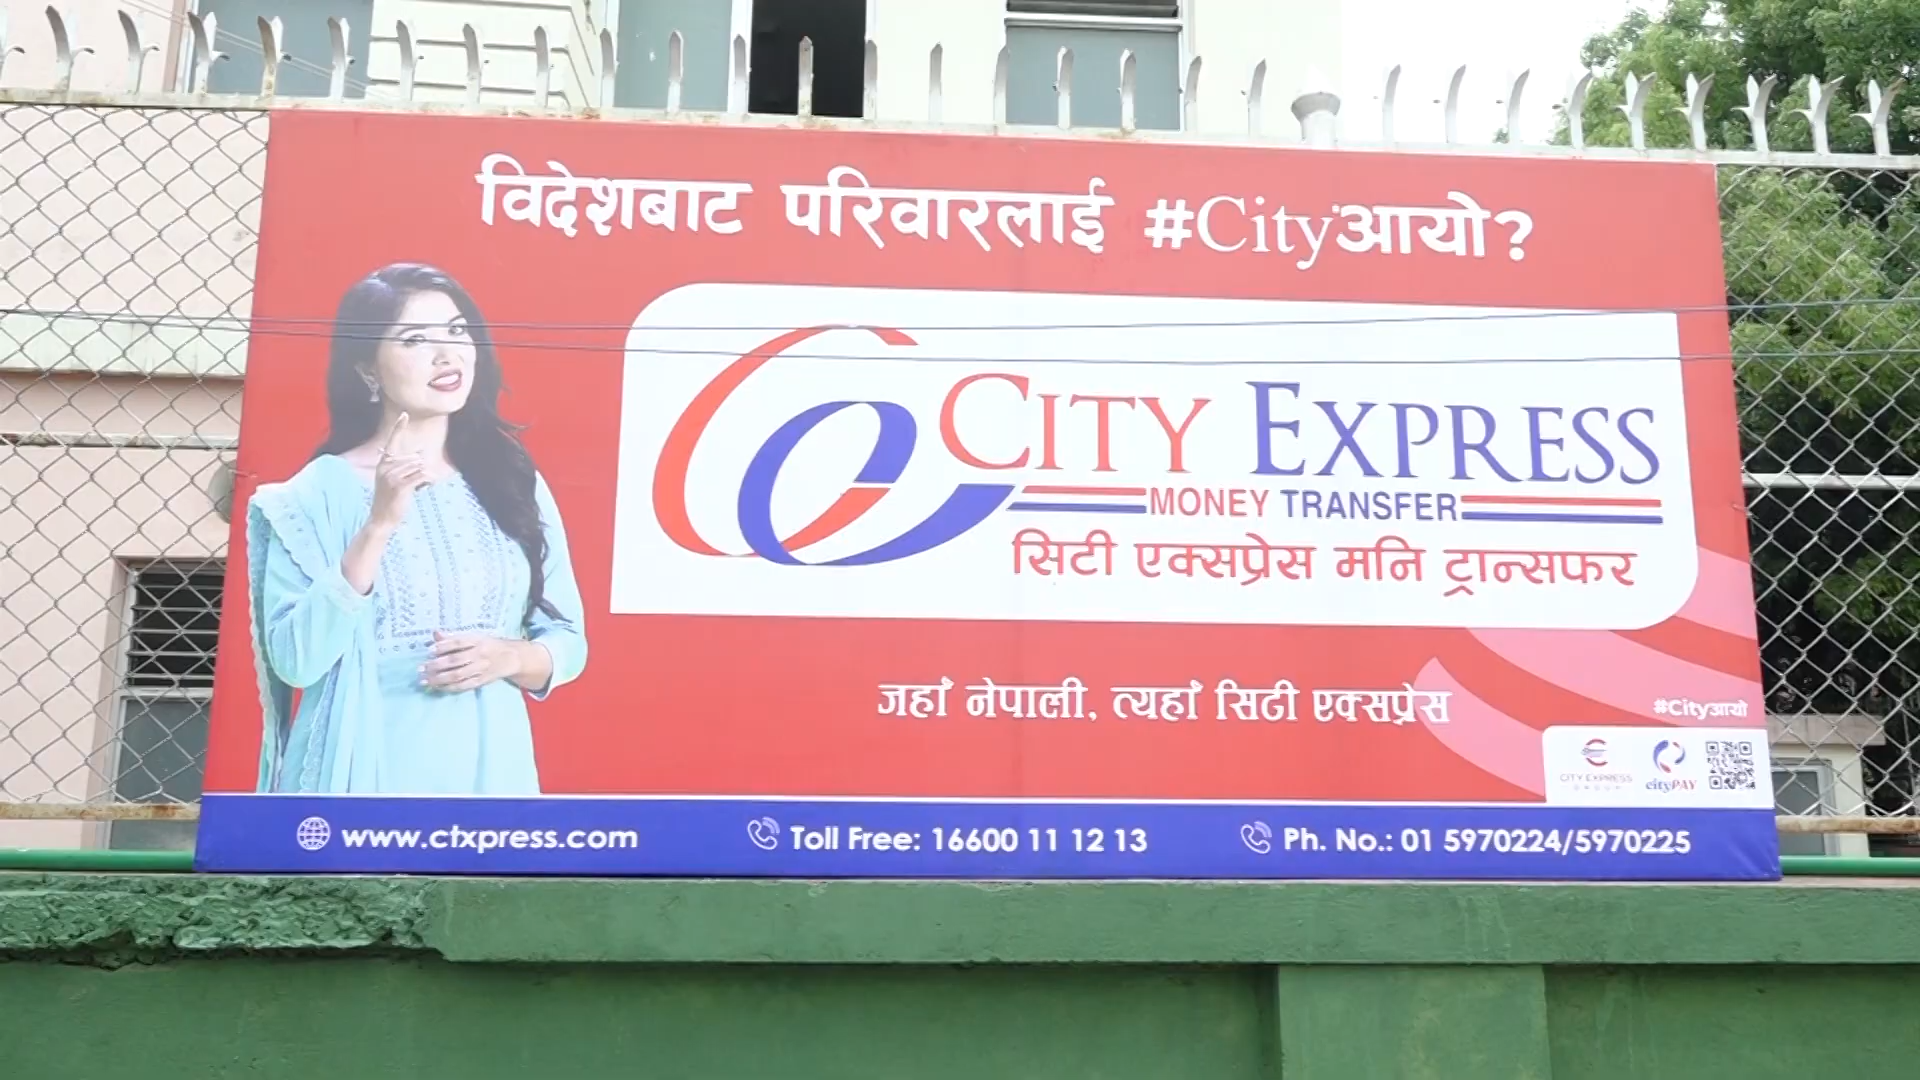 विदेशबाट परिवारलाई #Cityआयो?
CITY EXPRESS
MONEY TRANSFER
सिटी एक्सप्रेस मनि ट्रान्सफर
जहाँ नेपाली, त्यहाँ सिटी एक्सप्रेस
#Cityआयो
CITY EXPRESS
GROUP
cityPAY
www.ctxpress.com
Toll Free: 16600 11 12 13
Ph. No.: 01 5970224/5970225